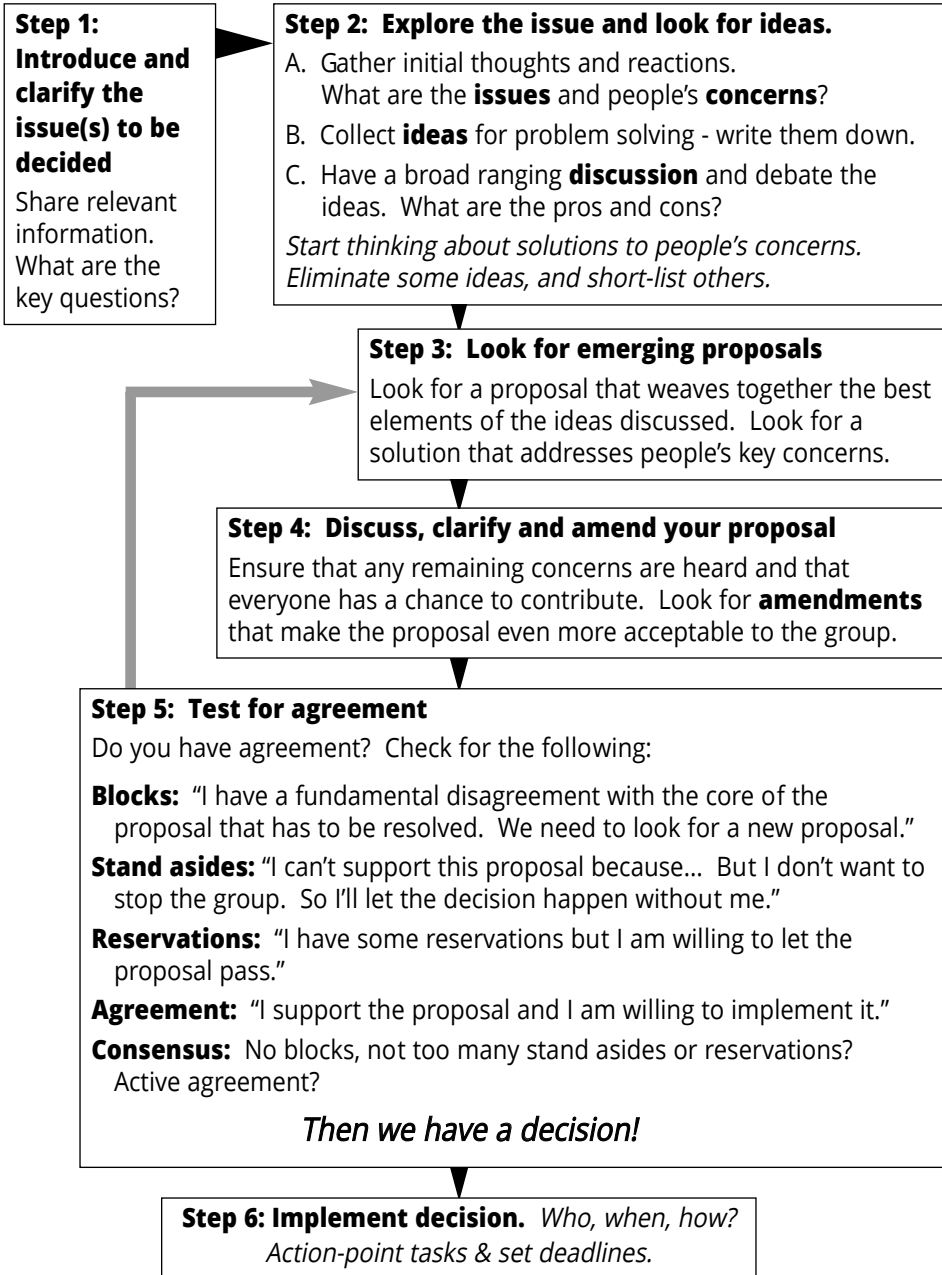 Step 1:
Introduce and
clarify the
issue(s) to be
decided
Share relevant
information.
What are the
key questions?
Step 2: Explore the issue and look for ideas.
A. Gather initial thoughts and reactions.
What are the issues and people’s concerns?
B. Collect ideas for problem solving - write them down.
C. Have a broad ranging discussion and debate the
ideas. What are the pros and cons?
Start thinking about solutions to people’s concerns.
Eliminate some ideas, and short-list others.
Step 3: Look for emerging proposals
Look for a proposal that weaves together the best
elements of the ideas discussed. Look for a
solution that addresses people’s key concerns.
Step 4: Discuss, clarify and amend your proposal
Ensure that any remaining concerns are heard and that
everyone has a chance to contribute. Look for amendments
that make the proposal even more acceptable to the group.
Step 5: Test for agreement
Do you have agreement? Check for the following:
Blocks: “I have a fundamental disagreement with the core of the
proposal that has to be resolved. We need to look for a new proposal.”
Stand asides: “I can’t support this proposal because... But I don’t want to
stop the group. So I’ll let the decision happen without me.”
Reservations: “I have some reservations but I am willing to let the
proposal pass.”
Agreement: “I support the proposal and I am willing to implement it.”
Consensus: No blocks, not too many stand asides or reservations?
Active agreement?
Then we have a decision!
Step 6: Implement decision. Who, when, how?
Action-point tasks & set deadlines.